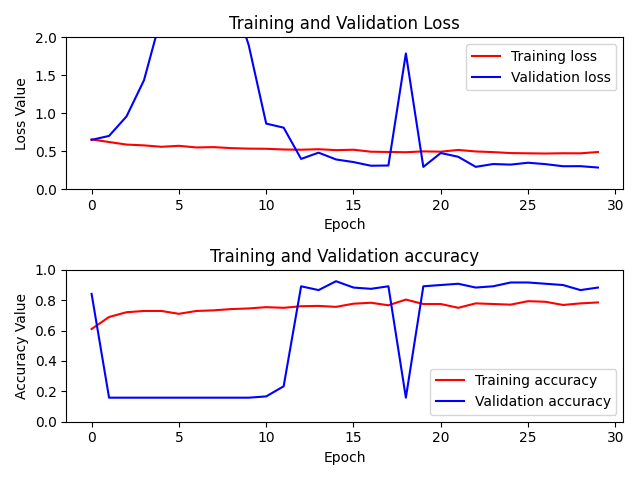 Training and Validation Loss
2.0
1.5
1.0
0.5
0.0
Loss Value
Training loss
Validation loss
0 5 10 15 20 25 30
Epoch
Training and Validation accuracy
1.0
0.8
0.6
0.4
0.2
0.0
Accuracy Value
Training accuracy
Validation accuracy
0 5 10 15 20 25 30
Epoch